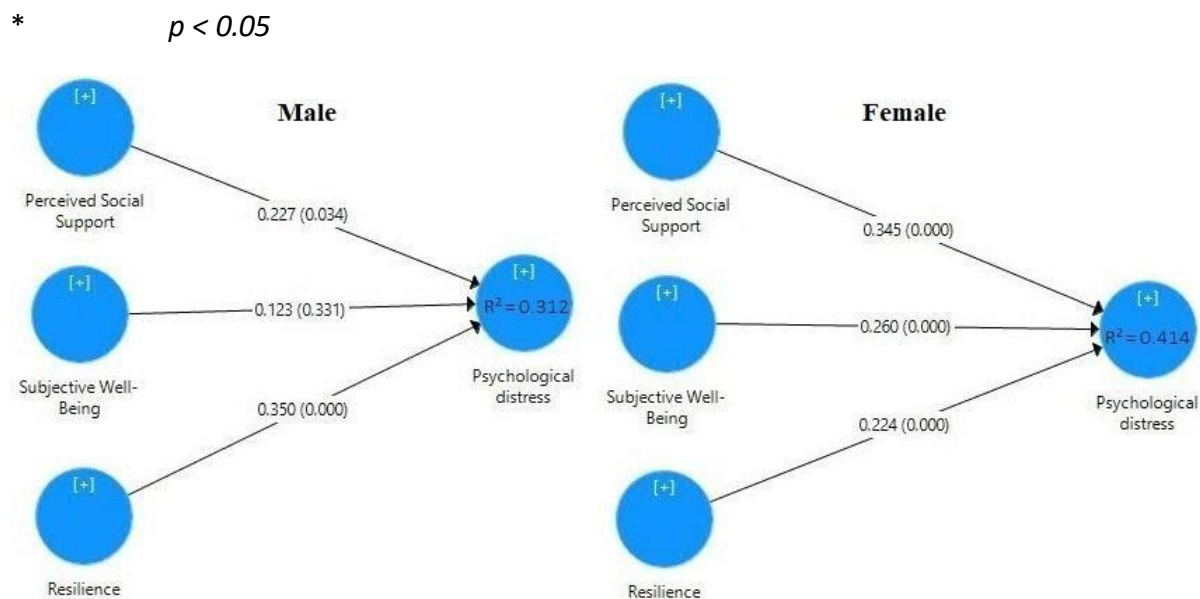 * p < 0.05
[+]
Male
Perceived Social
Support
0.227 (0.034)
[+]
0.123 (0.331)
Subjective Well-
Being
0.350 (0.000)
[+]
R² = 0.312
Psychological
distress
[+]
Resilience
[+]
Female
Perceived Social
Support
0.345 (0.000)
[+]
0.260 (0.000)
Subjective Well-
Being
0.224 (0.000)
[+]
R² = 0.414
Psychological
distress
[+]
Resilience